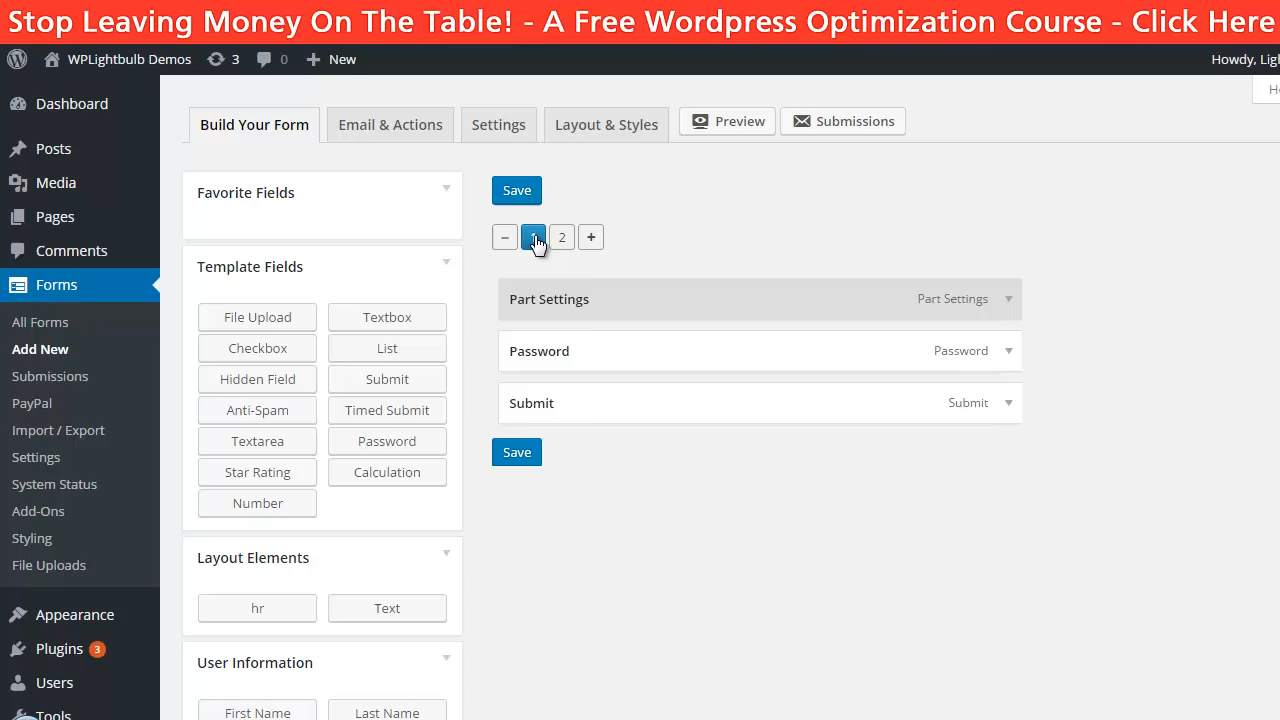 Stop Leaving Money On The Table! - A Free Wordpress Optimization Course - Click Here
WPLightbulb Demos
3
0
New
Howdy,
Dashboard
Posts
Media
Pages
Comments
Forms
All Forms
Add New
Submissions
PayPal
Import / Export
Settings
System Status
Add-Ons
Styling
File Uploads
Appearance
Plugins 3
Users
Tools
Build Your Form
Email & Actions
Settings
Layout & Styles
Preview
Submissions
Favorite Fields
Template Fields
File Upload
Textbox
Checkbox
List
Hidden Field
Submit
Anti-Spam
Timed Submit
Textarea
Password
Star Rating
Calculation
Number
Layout Elements
hr
Text
User Information
First Name
Last Name
Save
– 2 +
Part Settings Part Settings
Password Password
Submit Submit
Save